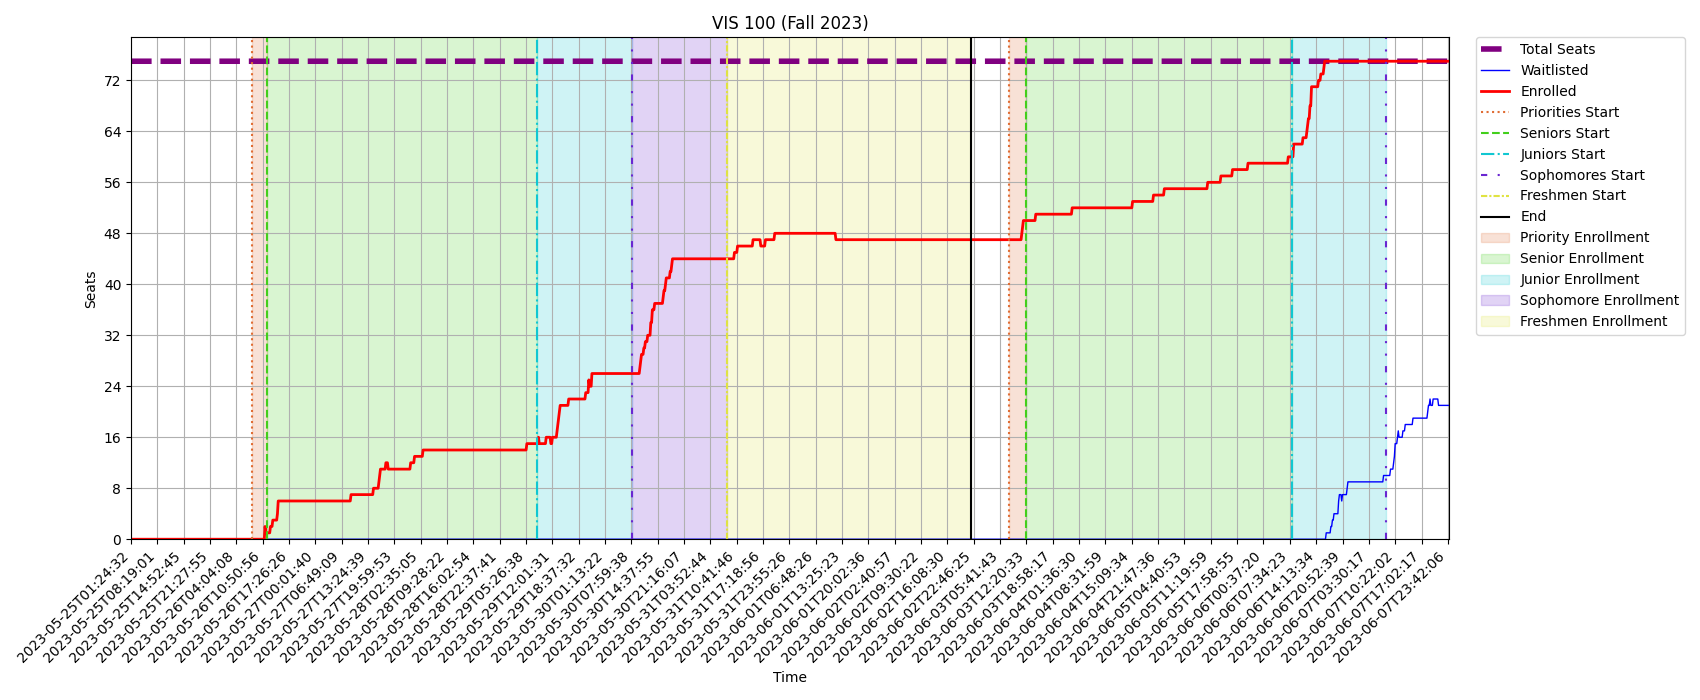 VIS 100 (Fall 2023)
Seats
72
64
56
48
40
32
24
16
8
0
2023-05-25T01:24:32
2023-05-25T08:19:01
2023-05-25T14:52:45
2023-05-25T21:27:55
2023-05-26T04:04:08
2023-05-26T10:50:56
2023-05-26T17:26:26
2023-05-27T00:01:40
2023-05-27T06:49:09
2023-05-27T13:24:39
2023-05-27T19:59:53
2023-05-28T02:35:05
2023-05-28T09:28:22
2023-05-28T16:02:54
2023-05-28T22:37:41
2023-05-29T05:26:38
2023-05-29T12:01:31
2023-05-29T18:37:32
2023-05-30T01:13:22
2023-05-30T07:59:38
2023-05-30T14:37:55
2023-05-30T21:16:07
2023-05-31T03:52:44
2023-05-31T10:41:46
2023-05-31T17:18:56
2023-05-31T23:55:26
2023-06-01T06:48:26
2023-06-01T13:25:23
2023-06-01T20:02:36
2023-06-02T02:40:57
2023-06-02T09:30:22
2023-06-02T16:08:30
2023-06-02T22:46:25
2023-06-03T05:41:43
2023-06-03T12:20:33
2023-06-03T18:58:17
2023-06-04T01:36:30
2023-06-04T08:31:59
2023-06-04T15:09:34
2023-06-04T21:47:36
2023-06-05T04:40:53
2023-06-05T11:19:59
2023-06-05T17:58:55
2023-06-06T00:37:20
2023-06-06T07:34:23
2023-06-06T14:13:34
2023-06-06T20:52:39
2023-06-07T03:30:17
2023-06-07T10:22:02
2023-06-07T17:02:17
2023-06-07T23:42:06
Time
Total Seats
Waitlisted
Enrolled
Priorities Start
Seniors Start
Juniors Start
Sophomores Start
Freshmen Start
End
Priority Enrollment
Senior Enrollment
Junior Enrollment
Sophomore Enrollment
Freshmen Enrollment